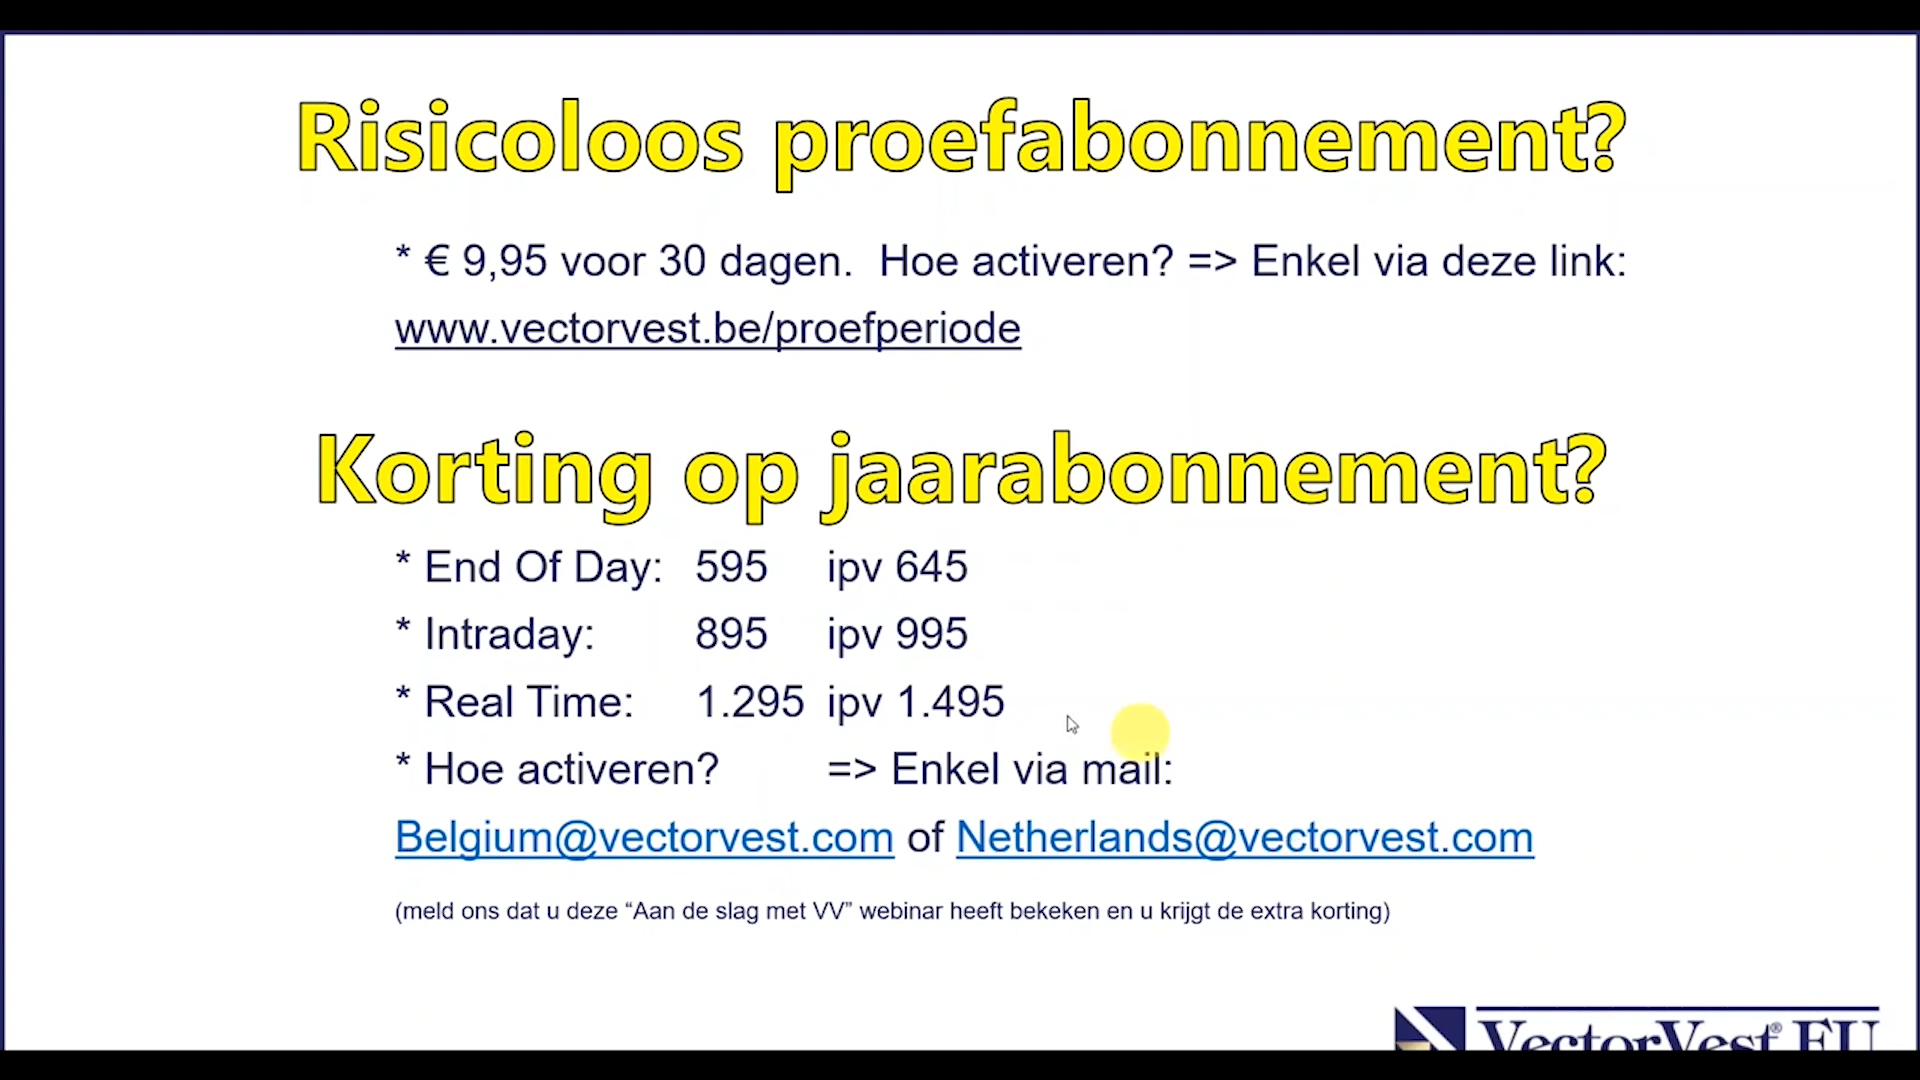 Risicoloos proefabonnement?
* € 9,95 voor 30 dagen. Hoe activeren? => Enkel via deze link:
www.vectorvest.be/proefperiode
Korting op jaarabonnement?
* End Of Day: 595 ipv 645
* Intraday: 895 ipv 995
* Real Time: 1.295 ipv 1.495
* Hoe activeren? => Enkel via mail:
Belgium@vectorvest.com of Netherlands@vectorvest.com
(meld ons dat u deze “Aan de slag met VV” webinar heeft bekeken en u krijgt de extra korting)
VectorVest® EU